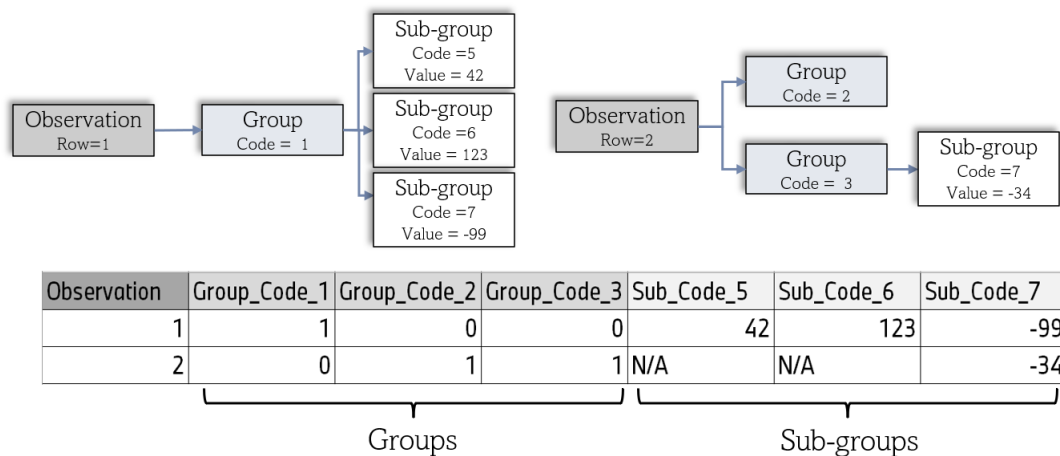 Sub-group
Code =5
Value = 42
Observation
Row=1
Group
Code = 1
Sub-group
Code =6
Value = 123
Sub-group
Code =7
Value = -99
Observation
Row=2
Group
Code = 2
Group
Code = 3
Sub-group
Code =7
Value = -34
Observation Group_Code_1 Group_Code_2 Group_Code_3 Sub_Code_5 Sub_Code_6 Sub_Code_7
1 1 0 0 42 123 -99
2 0 1 1 N/A N/A -34
Groups Sub-groups